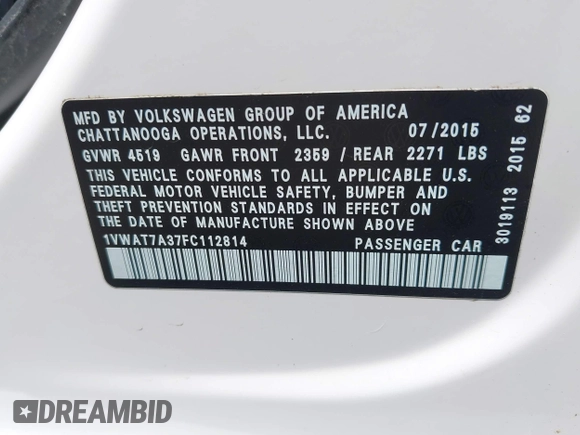 MFD BY VOLKSWAGEN GROUP OF AMERICA
CHATTANOOGA OPERATIONS, LLC. 07/2015
GVWR 4519 GAWR FRONT 2359 / REAR 2271 LBS
THIS VEHICLE CONFORMS TO ALL APPLICABLE U.S.
FEDERAL MOTOR VEHICLE SAFETY, BUMPER AND
THEFT PREVENTION STANDARDS IN EFFECT ON
THE DATE OF MANUFACTURE SHOWN ABOVE
1VWAT7A37FC112814 PASSENGER CAR
3019113 2015 62
DREAMBID